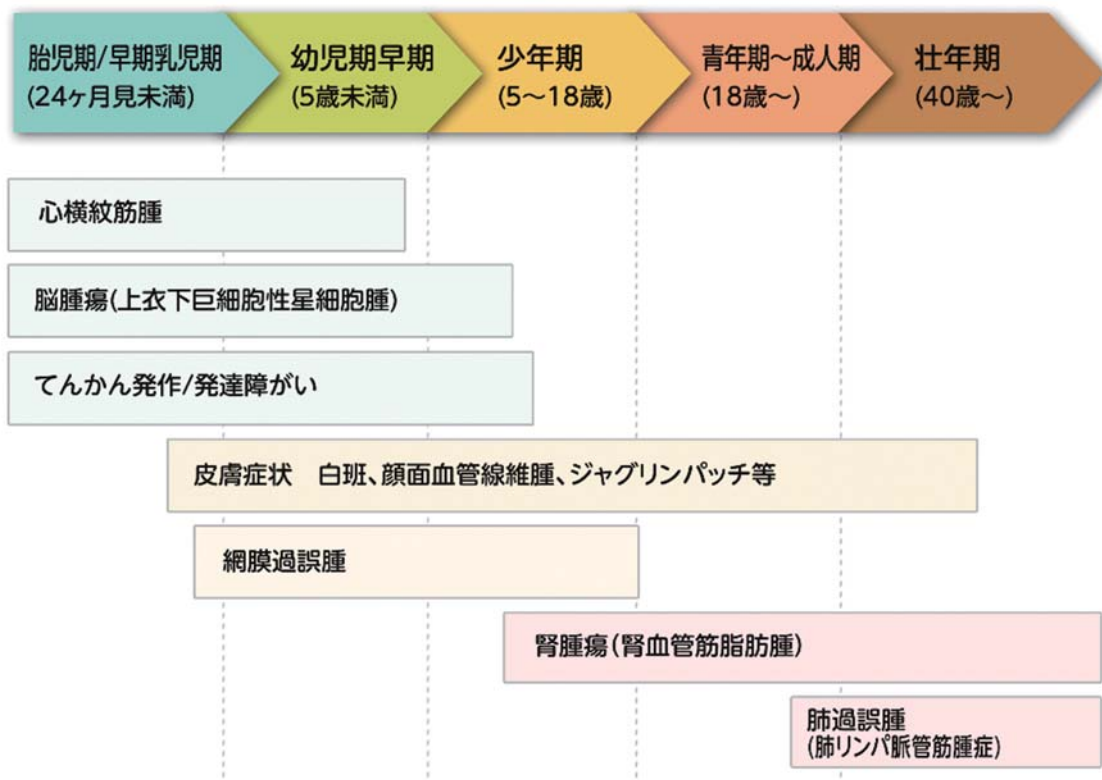 胎児期/早期乳児期
(24ヶ月見未満)
幼児期早期
(5歳未満)
少年期
(5～18歳)
青年期～成人期
(18歳～)
壮年期
(40歳～)
心横紋筋腫
脳腫瘍(上衣下巨細胞性星細胞腫)
てんかん発作/発達障がい
皮膚症状　白班、顔面血管線維腫、ジャグリンパッチ等
網膜過誤腫
腎腫瘍(腎血管筋脂肪腫)
肺過誤腫
(肺リンパ脈管筋腫症)